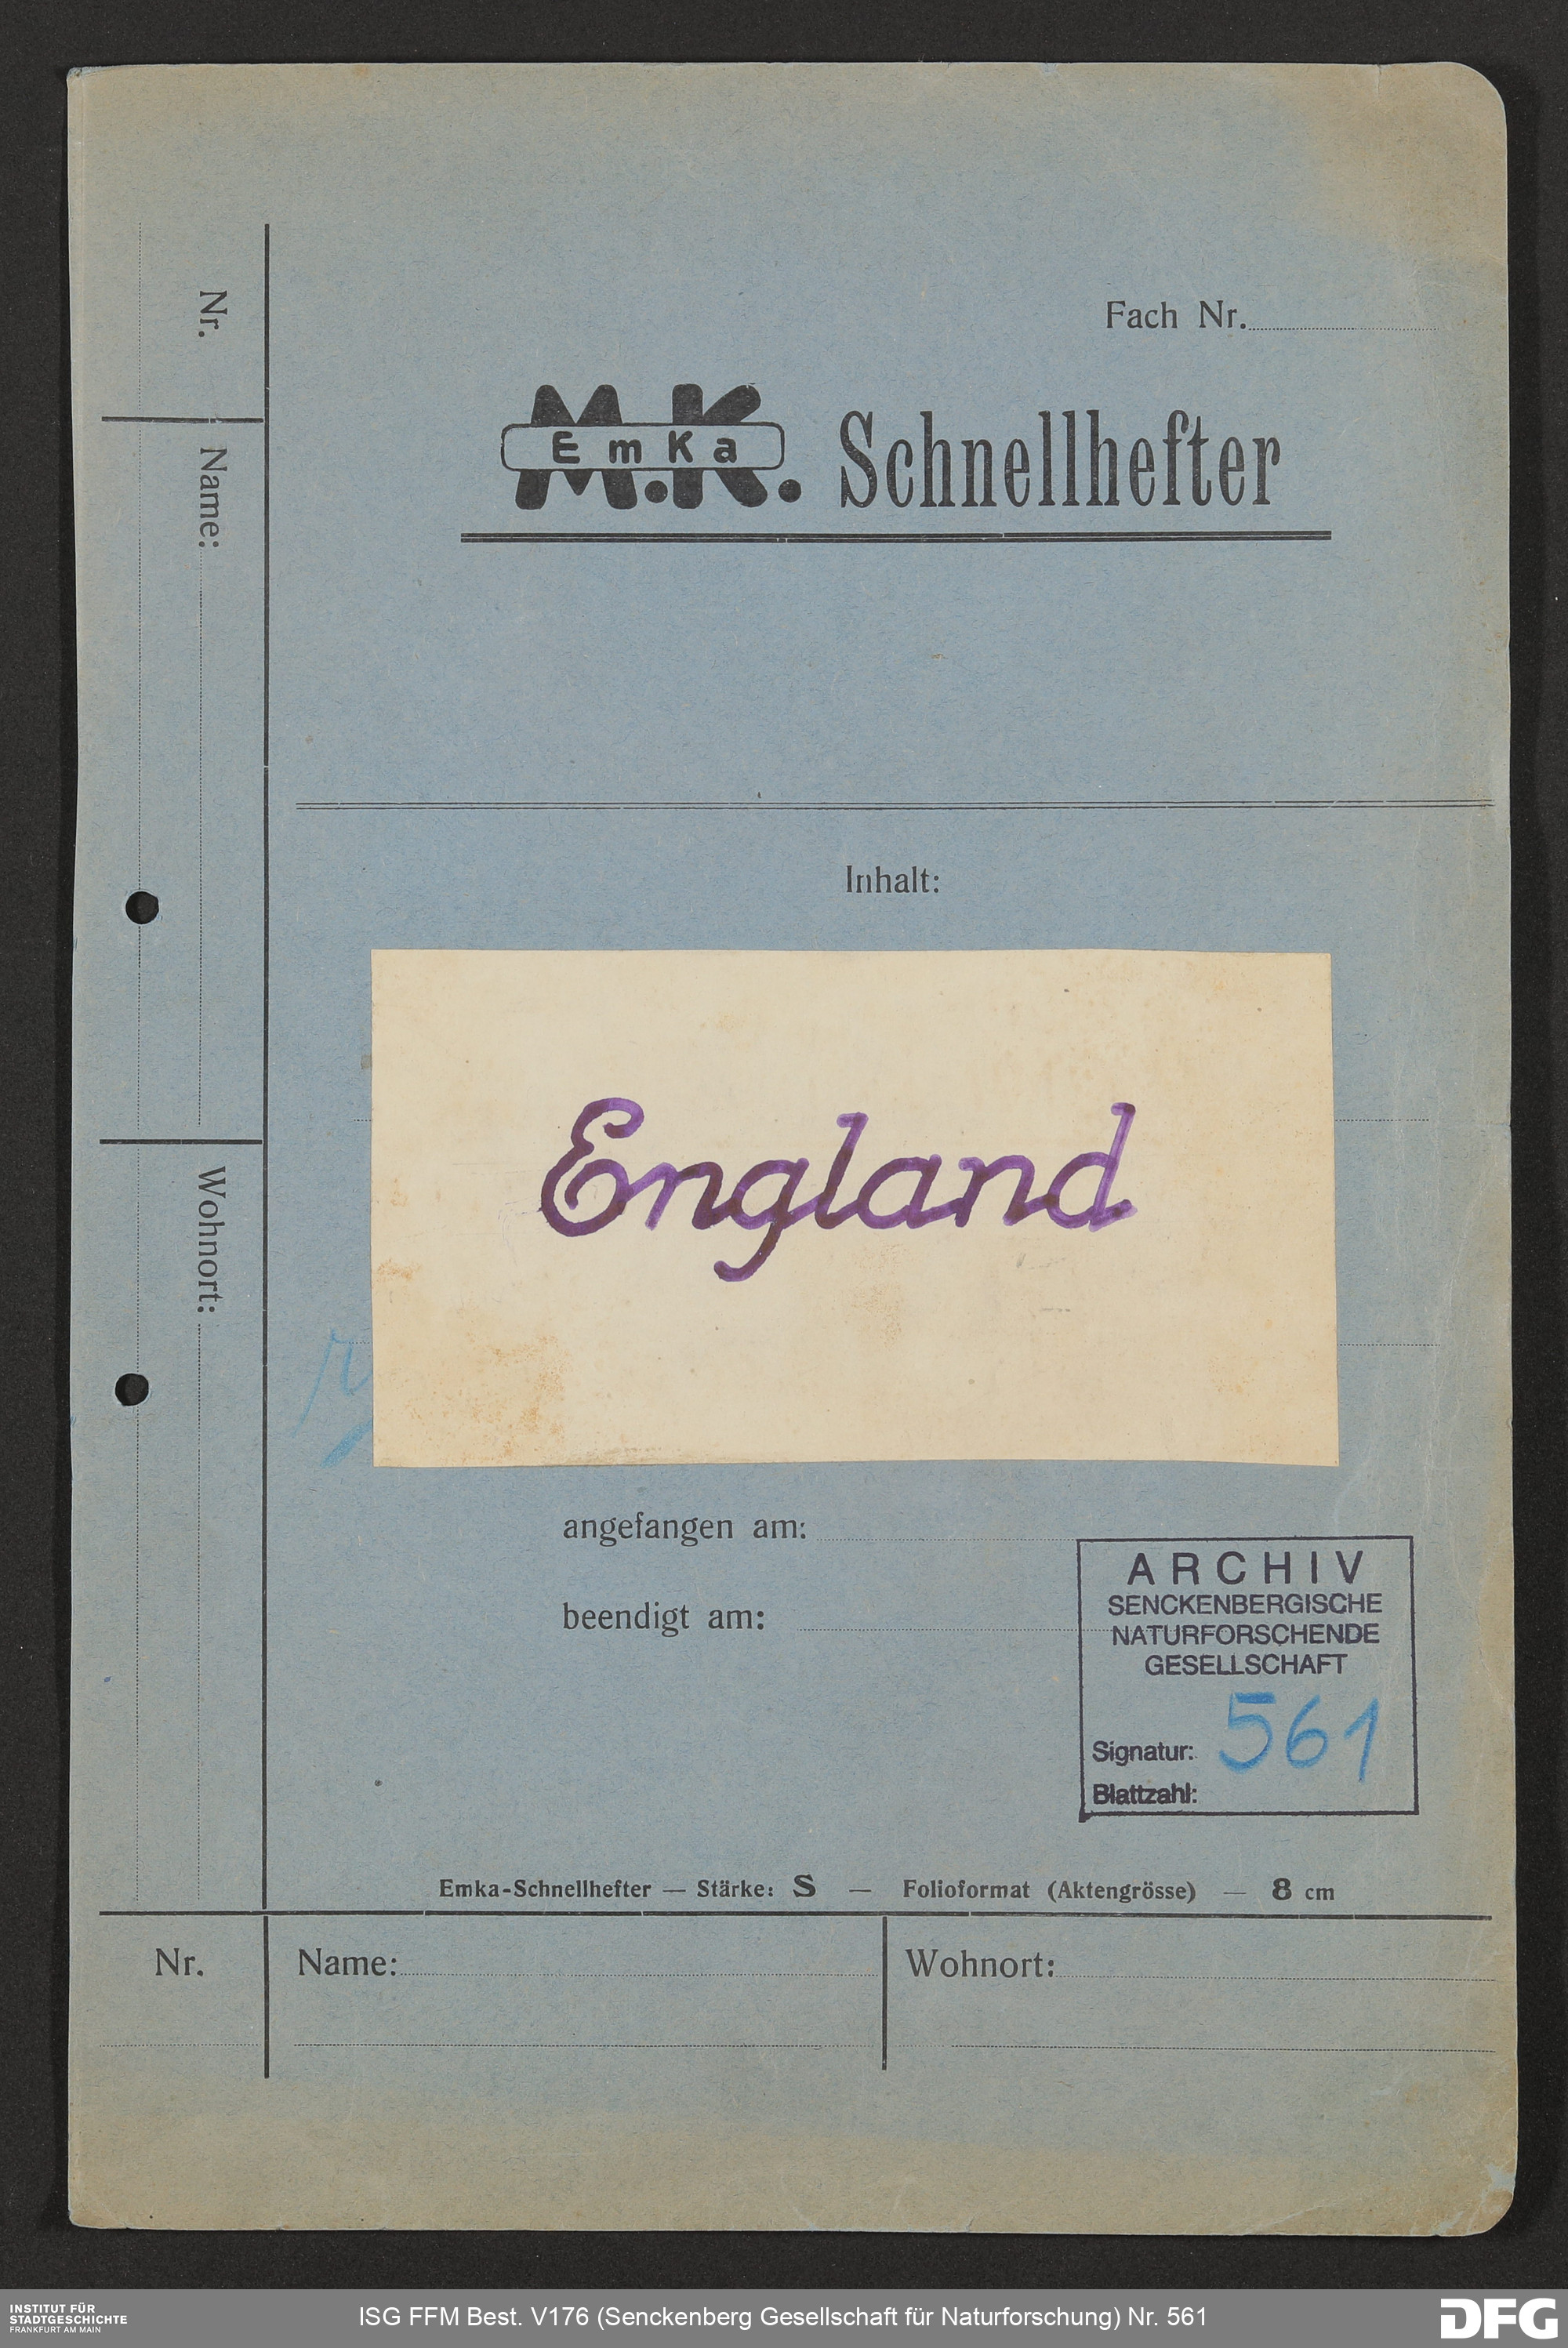 Fach Nr.
M.K. EmKa Schnellhefter
Nr.
Name:
Wohnort:
Inhalt:
England
angefangen am:
beendigt am:
ARCHIV
SENCKENBERGISCHE
NATURFORSCHENDE
GESELLSCHAFT
Signatur: 561
Blattzahl:
Emka-Schnellhefter — Stärke: S — Folioformat (Aktengrösse) — 8 cm
Nr. Name: Wohnort:
INSTITUT FÜR
STADTGESCHICHTE
FRANKFURT AM MAIN
ISG FFM Best. V176 (Senckenberg Gesellschaft für Naturforschung) Nr. 561
DFG